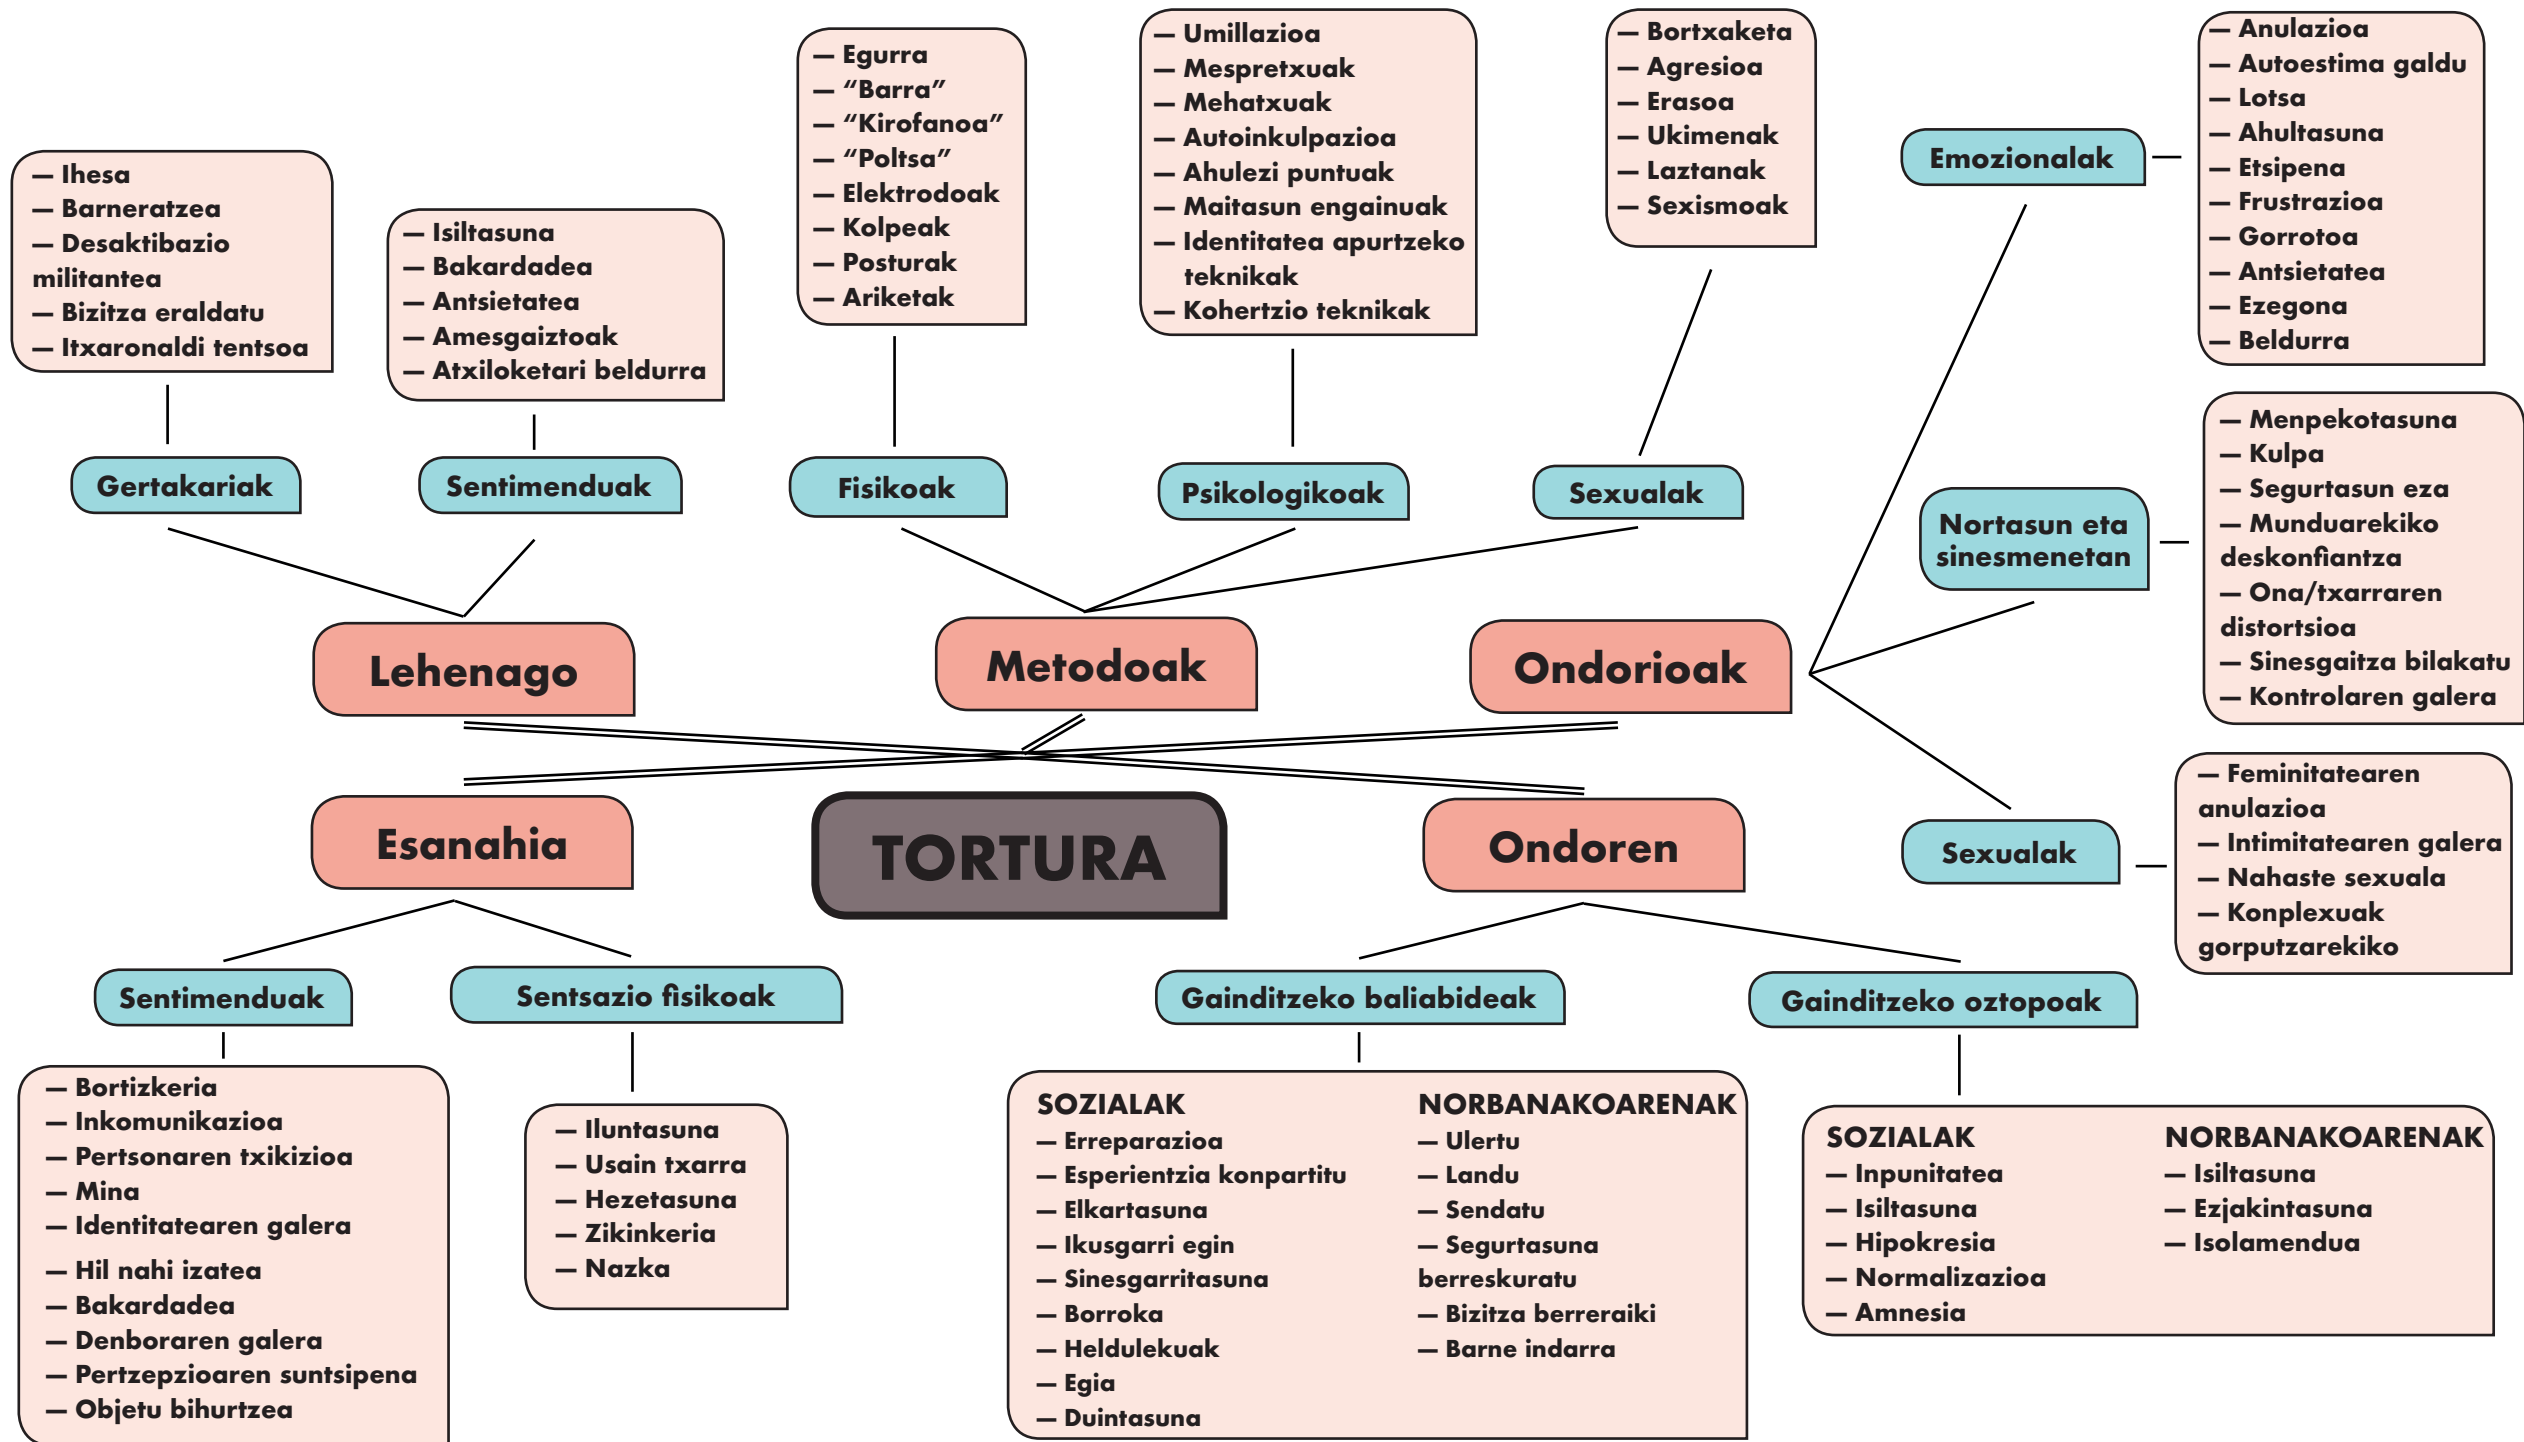 — Ihesa
— Barneratzea
— Desaktibazio
militantea
— Bizitza eraldatu
— Itxaronaldi tentsoa
Gertakariak
— Isiltasuna
— Bakardadea
— Antsietatea
— Amesgaiztoak
— Atxiloketari beldurra
Sentimenduak
Lehenago
— Egurra
— “Barra”
— “Kirofanoa”
— “Poltsa”
— Elektrodoak
— Kolpeak
— Posturak
— Ariketak
Fisikoak
— Umillazioa
— Mespretxuak
— Mehatxuak
— Autoinkulpazioa
— Ahulezi puntuak
— Maitasun engainuak
— Identitatea apurtzeko
teknikak
— Kohertzio teknikak
Psikologikoak
— Bortxaketa
— Agresioa
— Erasoa
— Ukimenak
— Laztanak
— Sexismoak
Sexualak
Metodoak
Ondorioak
Emozionalak
— Anulazioa
— Autoestima galdu
— Lotsa
— Ahultasuna
— Etsipena
— Frustrazioa
— Gorrotoa
— Antsietatea
— Ezegona
— Beldurra
Nortasun eta
sinesmenetan
— Menpekotasuna
— Kulpa
— Segurtasun eza
— Munduarekiko
deskonfiantza
— Ona/txarraren
distortsioa
— Sinesgaitza bilakatu
— Kontrolaren galera
Sexualak
— Feminitatearen
anulazioa
— Intimitatearen galera
— Nahaste sexuala
— Konplexuak
gorputzarekiko
TORTURA
Esanahia
Sentimenduak
— Bortizkeria
— Inkomunikazioa
— Pertsonaren txikizioa
— Mina
— Identitatearen galera
— Hil nahi izatea
— Bakardadea
— Denboraren galera
— Pertzepzioaren suntsipena
— Objetu bihurtzea
Sentsazio fisikoak
— Iluntasuna
— Usain txarra
— Hezetasuna
— Zikinkeria
— Nazka
Ondoren
Gainditzeko baliabideak
SOZIALAK
— Erreparazioa
— Esperientzia konpartitu
— Elkartasuna
— Ikusgarri egin
— Sinesgarritasuna
— Borroka
— Heldulekuak
— Egia
— Duintasuna
NORBANAKOARENAK
— Ulertu
— Landu
— Sendatu
— Segurtasuna
berreskuratu
— Bizitza berreraiki
— Barne indarra
Gainditzeko oztopoak
SOZIALAK
— Inpunitatea
— Isiltasuna
— Hipokresia
— Normalizazioa
— Amnesia
NORBANAKOARENAK
— Isiltasuna
— Ezjakintasuna
— Isolamendua